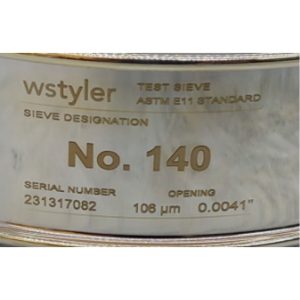 wstyler
TEST SIEVE
ASTM E11 STANDARD
SIEVE DESIGNATION
No. 140
SERIAL NUMBER
OPENING
231317082
106 µm 0.0041"